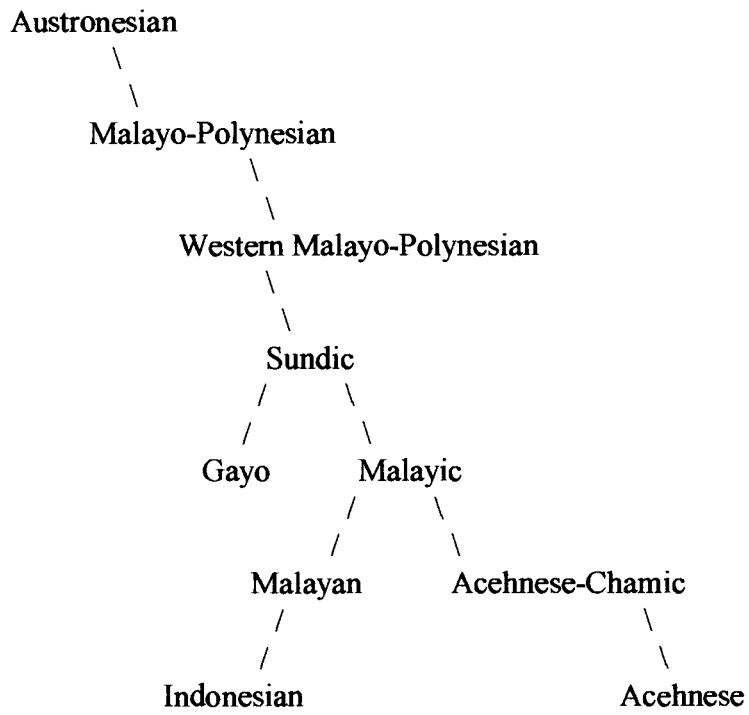 Austronesian
Malayo-Polynesian
Western Malayo-Polynesian
Sundic
Gayo Malayic
Malayan Acehnese-Chamic
Indonesian Acehnese